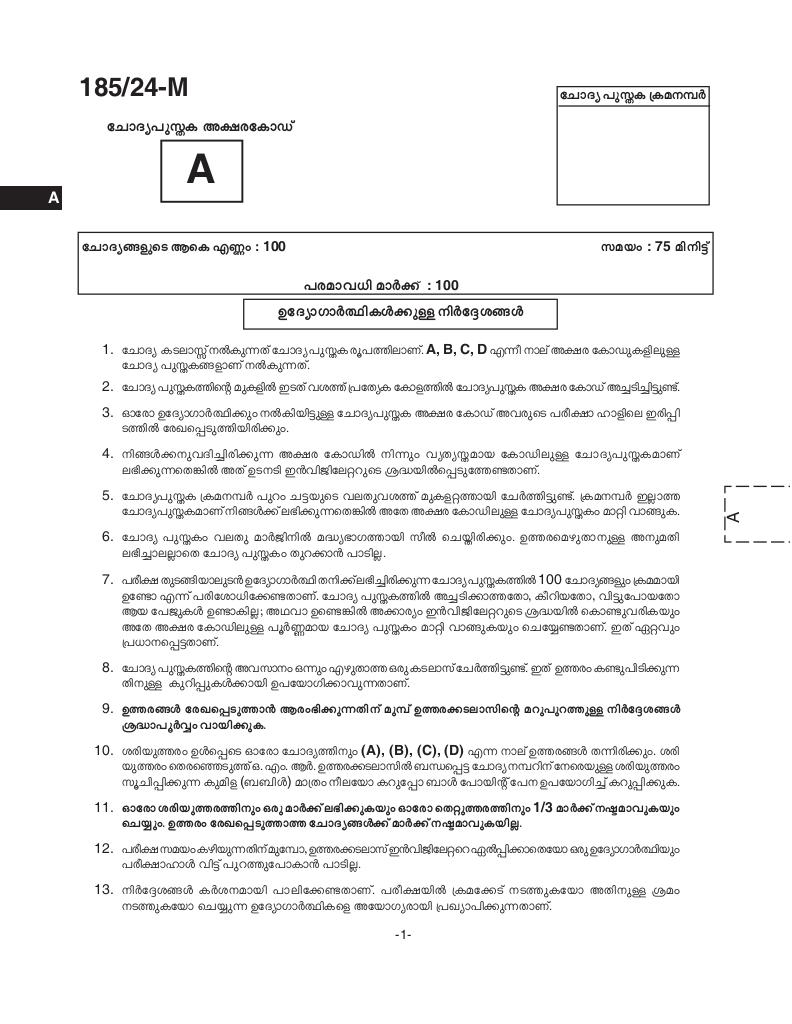 185/24-M
ചോദ്യ പുസ്തക ക്രമനമ്പർ
ചോദ്യപുസ്തക അക്ഷരകോഡ്
A
A
ചോദ്യങ്ങളുടെ ആകെ എണ്ണം : 100 സമയം : 75 മിനിട്ട്
പരമാവധി മാർക്ക് : 100
ഉദ്യോഗാർത്ഥികൾക്കുള്ള നിർദ്ദേശങ്ങൾ
1. ചോദ്യ കടലാസ്സ് നൽകുന്നത് ചോദ്യ പുസ്തക രൂപത്തിലാണ്. A, B, C, D എന്നീ നാല് അക്ഷര കോഡുകളിലുള്ള
ചോദ്യ പുസ്തകങ്ങളാണ് നൽകുന്നത്.
2. ചോദ്യ പുസ്തകത്തിന്റെ മുകളിൽ ഇടത് വശത്ത് പ്രത്യേക കോളത്തിൽ ചോദ്യപുസ്തക അക്ഷര കോഡ് അച്ചടിച്ചിട്ടുണ്ട്.
3. ഓരോ ഉദ്യോഗാർത്ഥിക്കും നൽകിയിട്ടുള്ള ചോദ്യപുസ്തക അക്ഷര കോഡ് അവരുടെ പരീക്ഷാ ഹാളിലെ ഇരിപ്പി
ടത്തിൽ രേഖപ്പെടുത്തിയിരിക്കും.
4. നിങ്ങൾക്കനുവദിച്ചിരിക്കുന്ന അക്ഷര കോഡിൽ നിന്നും വ്യത്യസ്തമായ കോഡിലുള്ള ചോദ്യപുസ്തകമാണ്
ലഭിക്കുന്നതെങ്കിൽ അത് ഉടനടി ഇൻവിജിലേറ്ററുടെ ശ്രദ്ധയിൽപ്പെടുത്തേണ്ടതാണ്.
5. ചോദ്യപുസ്തക ക്രമനമ്പർ പുറം ചട്ടയുടെ വലതുവശത്ത് മുകളറ്റത്തായി ചേർത്തിട്ടുണ്ട്. ക്രമനമ്പർ ഇല്ലാത്ത
ചോദ്യപുസ്തകമാണ് നിങ്ങൾക്ക് ലഭിക്കുന്നതെങ്കിൽ അതേ അക്ഷര കോഡിലുള്ള ചോദ്യപുസ്തകം മാറ്റി വാങ്ങുക.
A
6. ചോദ്യ പുസ്തകം വലതു മാർജിനിൽ മദ്ധ്യഭാഗത്തായി സീൽ ചെയ്തിരിക്കും. ഉത്തരമെഴുതാനുള്ള അനുമതി
ലഭിച്ചാലല്ലാതെ ചോദ്യ പുസ്തകം തുറക്കാൻ പാടില്ല.
7. പരീക്ഷ തുടങ്ങിയാലുടൻ ഉദ്യോഗാർത്ഥി തനിക്ക് ലഭിച്ചിരിക്കുന്ന ചോദ്യ പുസ്തകത്തിൽ 100 ചോദ്യങ്ങളും ക്രമമായി
ഉണ്ടോ എന്ന് പരിശോധിക്കേണ്ടതാണ്. ചോദ്യ പുസ്തകത്തിൽ അച്ചടിക്കാത്തതോ, കീറിയതോ, വിട്ടുപോയതോ
ആയ പേജുകൾ ഉണ്ടാകില്ല; അഥവാ ഉണ്ടെങ്കിൽ അക്കാര്യം ഇൻവിജിലേറ്ററുടെ ശ്രദ്ധയിൽ കൊണ്ടുവരികയും
അതേ അക്ഷര കോഡിലുള്ള പൂർണ്ണമായ ചോദ്യ പുസ്തകം മാറ്റി വാങ്ങുകയും ചെയ്യേണ്ടതാണ്. ഇത് ഏറ്റവും
പ്രധാനപ്പെട്ടതാണ്.
8. ചോദ്യ പുസ്തകത്തിന്റെ അവസാനം ഒന്നും എഴുതാത്ത ഒരു കടലാസ് ചേർത്തിട്ടുണ്ട്. ഇത് ഉത്തരം കണ്ടുപിടിക്കുന്ന
തിനുള്ള കുറിപ്പുകൾക്കായി ഉപയോഗിക്കാവുന്നതാണ്.
9. ഉത്തരങ്ങൾ രേഖപ്പെടുത്താൻ ആരംഭിക്കുന്നതിന് മുമ്പ് ഉത്തരക്കടലാസിന്റെ മറുപുറത്തുള്ള നിർദ്ദേശങ്ങൾ
ശ്രദ്ധാപൂർവ്വം വായിക്കുക.
10. ശരിയുത്തരം ഉൾപ്പെടെ ഓരോ ചോദ്യത്തിനും (A), (B), (C), (D) എന്ന നാല് ഉത്തരങ്ങൾ തന്നിരിക്കും. ശരി
യുത്തരം തെരഞ്ഞെടുത്ത് ഒ. എം. ആർ. ഉത്തരക്കടലാസിൽ ബന്ധപ്പെട്ട ചോദ്യ നമ്പറിന് നേരെയുള്ള ശരിയുത്തരം
സൂചിപ്പിക്കുന്ന കുമിള (ബബിൾ) മാത്രം നീലയോ കറുപ്പോ ബാൾ പോയിന്റ് പേന ഉപയോഗിച്ച് കറുപ്പിക്കുക.
11. ഓരോ ശരിയുത്തരത്തിനും ഒരു മാർക്ക് ലഭിക്കുകയും ഓരോ തെറ്റുത്തരത്തിനും 1/3 മാർക്ക് നഷ്ടമാവുകയും
ചെയ്യും. ഉത്തരം രേഖപ്പെടുത്താത്ത ചോദ്യങ്ങൾക്ക് മാർക്ക് നഷ്ടമാവുകയില്ല.
12. പരീക്ഷ സമയം കഴിയുന്നതിന് മുമ്പോ, ഉത്തരക്കടലാസ് ഇൻവിജിലേറ്ററെ ഏൽപ്പിക്കാതെയോ ഒരു ഉദ്യോഗാർത്ഥിയും
പരീക്ഷാഹാൾ വിട്ട് പുറത്തുപോകാൻ പാടില്ല.
13. നിർദ്ദേശങ്ങൾ കർശനമായി പാലിക്കേണ്ടതാണ്. പരീക്ഷയിൽ ക്രമക്കേട് നടത്തുകയോ അതിനുള്ള ശ്രമം
നടത്തുകയോ ചെയ്യുന്ന ഉദ്യോഗാർത്ഥികളെ അയോഗ്യരായി പ്രഖ്യാപിക്കുന്നതാണ്.
-1-